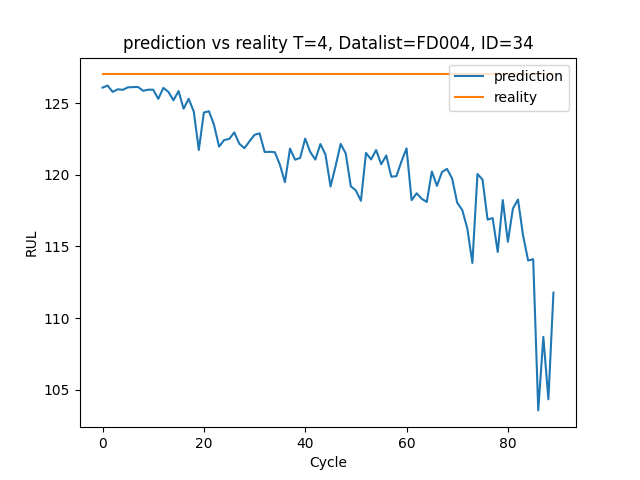 prediction vs reality T=4, Datalist=FD004, ID=34
prediction
reality
125
120
115
110
105
RUL
0 20 40 60 80
Cycle